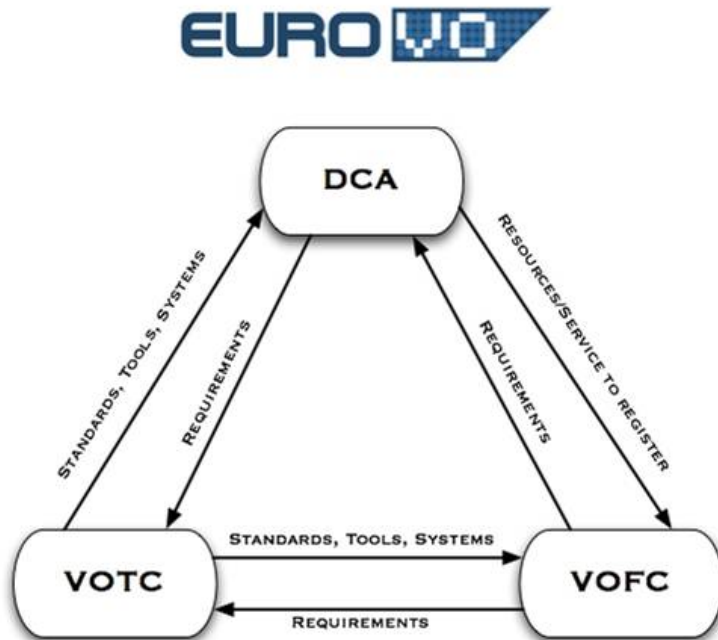 EURO VO
DCA
STANDARDS, TOOLS, SYSTEMS
REQUIREMENTS
REQUIREMENTS
RESOURCES/SERVICE TO REGISTER
VOTC
STANDARDS, TOOLS, SYSTEMS
REQUIREMENTS
VOFC